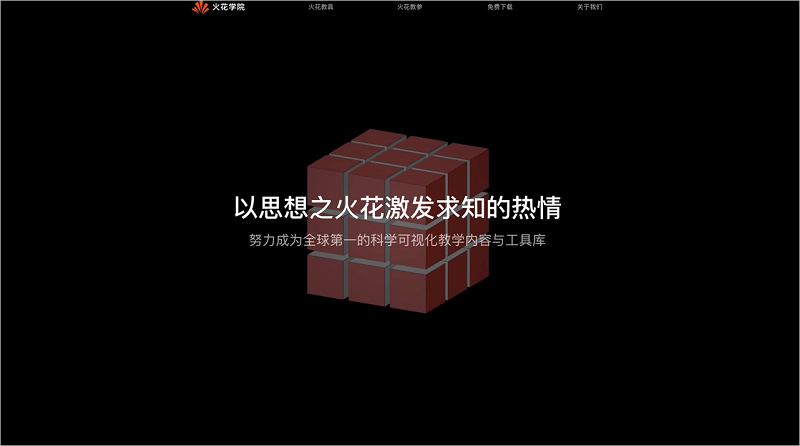 火花学院 火花教具 火花教参 免费下载 关于我们
以思想之火花激发求知的热情
努力成为全球第一的科学可视化教学内容与工具库